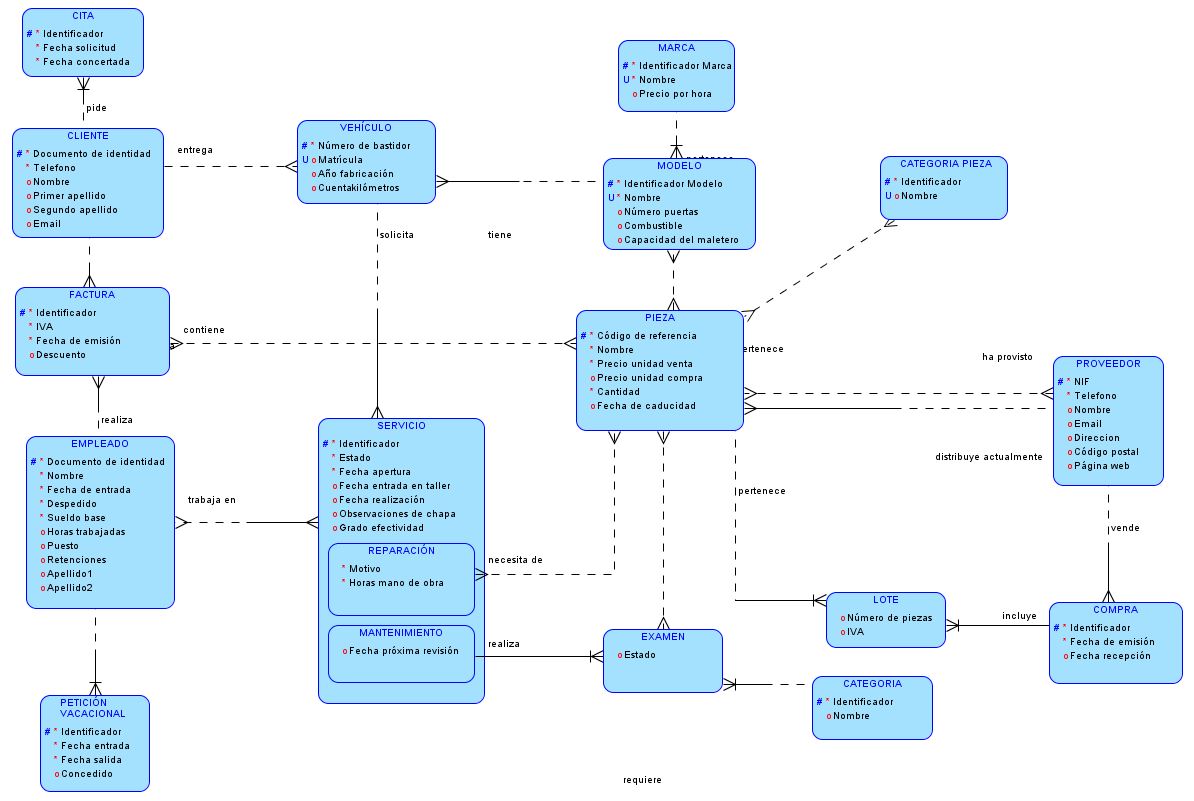 CITA
# * Identificador
* Fecha solicitud
* Fecha concertada
pide
CLIENTE
# * Documento de identidad
* Telefono
o Nombre
o Primer apellido
o Segundo apellido
o Email
entrega
VEHÍCULO
# * Número de bastidor
U o Matrícula
o Año fabricación
o Cuentakilómetros
MARCA
# * Identificador Marca
U * Nombre
o Precio por hora
pertenece
MODELO
# * Identificador Modelo
U * Nombre
o Número puertas
o Combustible
o Capacidad del maletero
CATEGORIA PIEZA
# * Identificador
U o Nombre
solicita
tiene
FACTURA
# * Identificador
* IVA
* Fecha de emisión
o Descuento
contiene
PIEZA
# * Código de referencia
* Nombre
* Precio unidad venta
o Precio unidad compra
* Cantidad
o Fecha de caducidad
ertenece
ha provisto
PROVEEDOR
# * NIF
* Telefono
o Nombre
o Email
o Direccion
o Código postal
o Página web
distribuye actualmente
realiza
EMPLEADO
# * Documento de identidad
* Nombre
* Fecha de entrada
* Despedido
* Sueldo base
o Horas trabajadas
o Puesto
o Retenciones
o Apellido1
o Apellido2
trabaja en
SERVICIO
# * Identificador
* Estado
* Fecha apertura
o Fecha entrada en taller
o Fecha realización
o Observaciones de chapa
o Grado efectividad
REPARACIÓN
* Motivo
* Horas mano de obra
MANTENIMIENTO
o Fecha próxima revisión
necesita de
realiza
pertenece
vende
EXAMEN
o Estado
LOTE
o Número de piezas
o IVA
incluye
COMPRA
# * Identificador
* Fecha de emisión
o Fecha recepción
CATEGORIA
# * Identificador
o Nombre
PETICIÓN
VACACIONAL
# * Identificador
* Fecha entrada
* Fecha salida
o Concedido
requiere